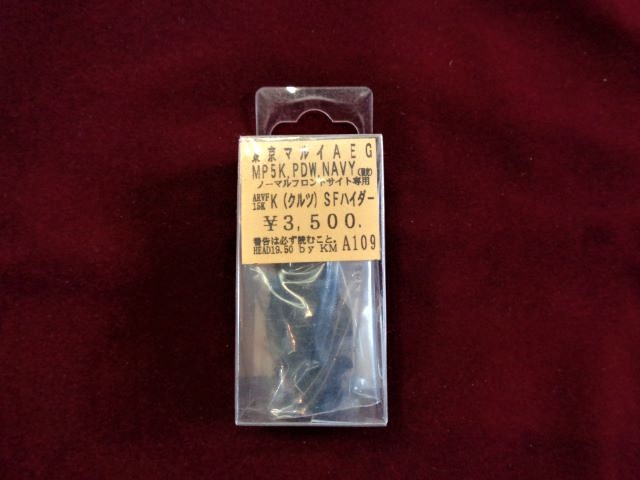 東京マルイAEG
MP5K,PDW,NAVY
ノーマルフロントサイト専用
ARVF 15K K(クルツ)SFハイダー
¥3,500.
警告は必ず読むこと.
HEAD19.50 by KM A109